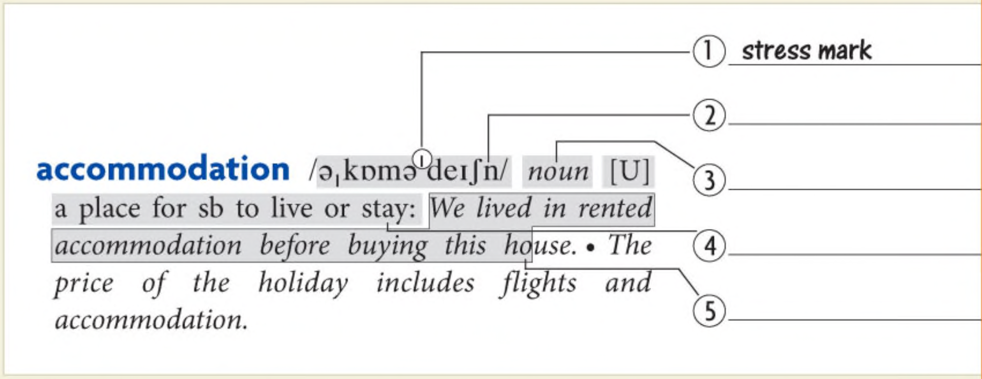 ① stress mark
②
accommodation /əˌkɒməˈdeɪʃn/ noun [U]
③
a place for sb to live or stay: We lived in rented
accommodation before buying this house. • The
④
price of the holiday includes flights and
⑤
accommodation.